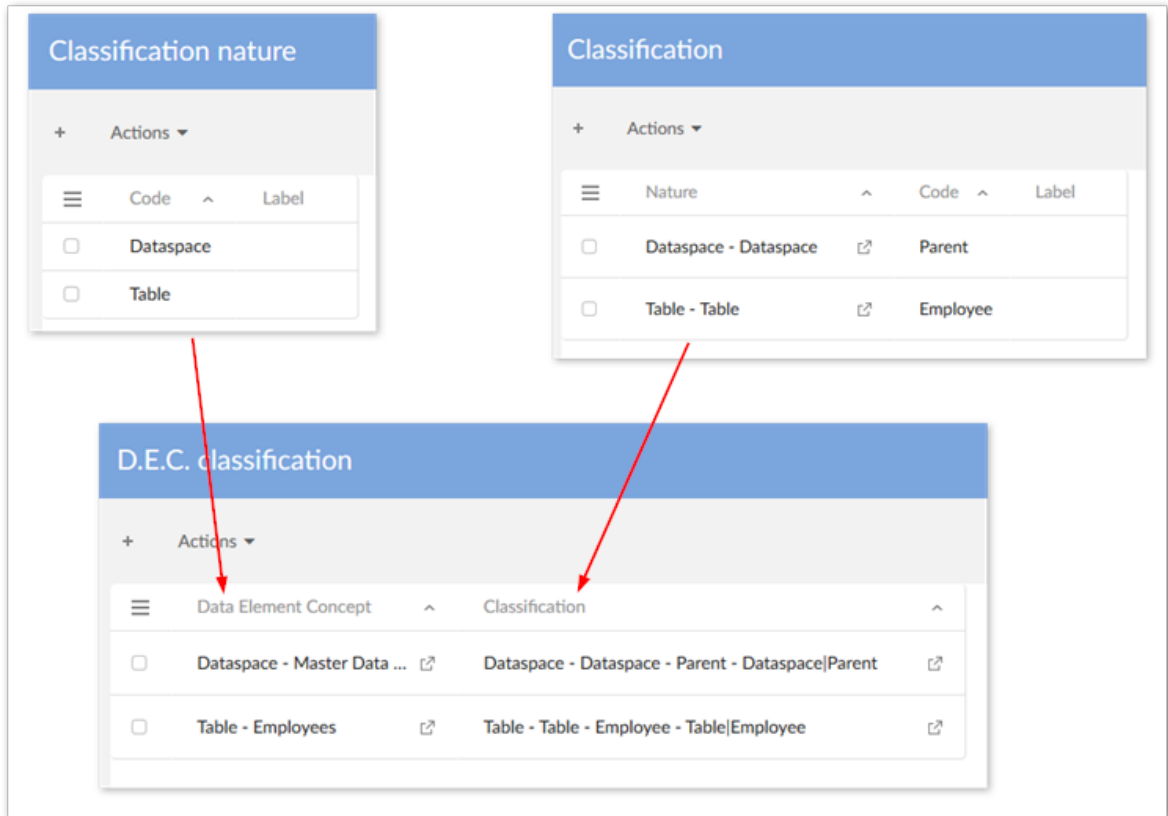 Classification nature
+ Actions
Code Label
Dataspace
Table
Classification
+ Actions
Nature Code Label
Dataspace - Dataspace Parent
Table - Table Employee
D.E.C. classification
+ Actions
Data Element Concept Classification
Dataspace - Master Data ... Dataspace - Dataspace - Parent - Dataspace|Parent
Table - Employees Table - Table - Employee - Table|Employee